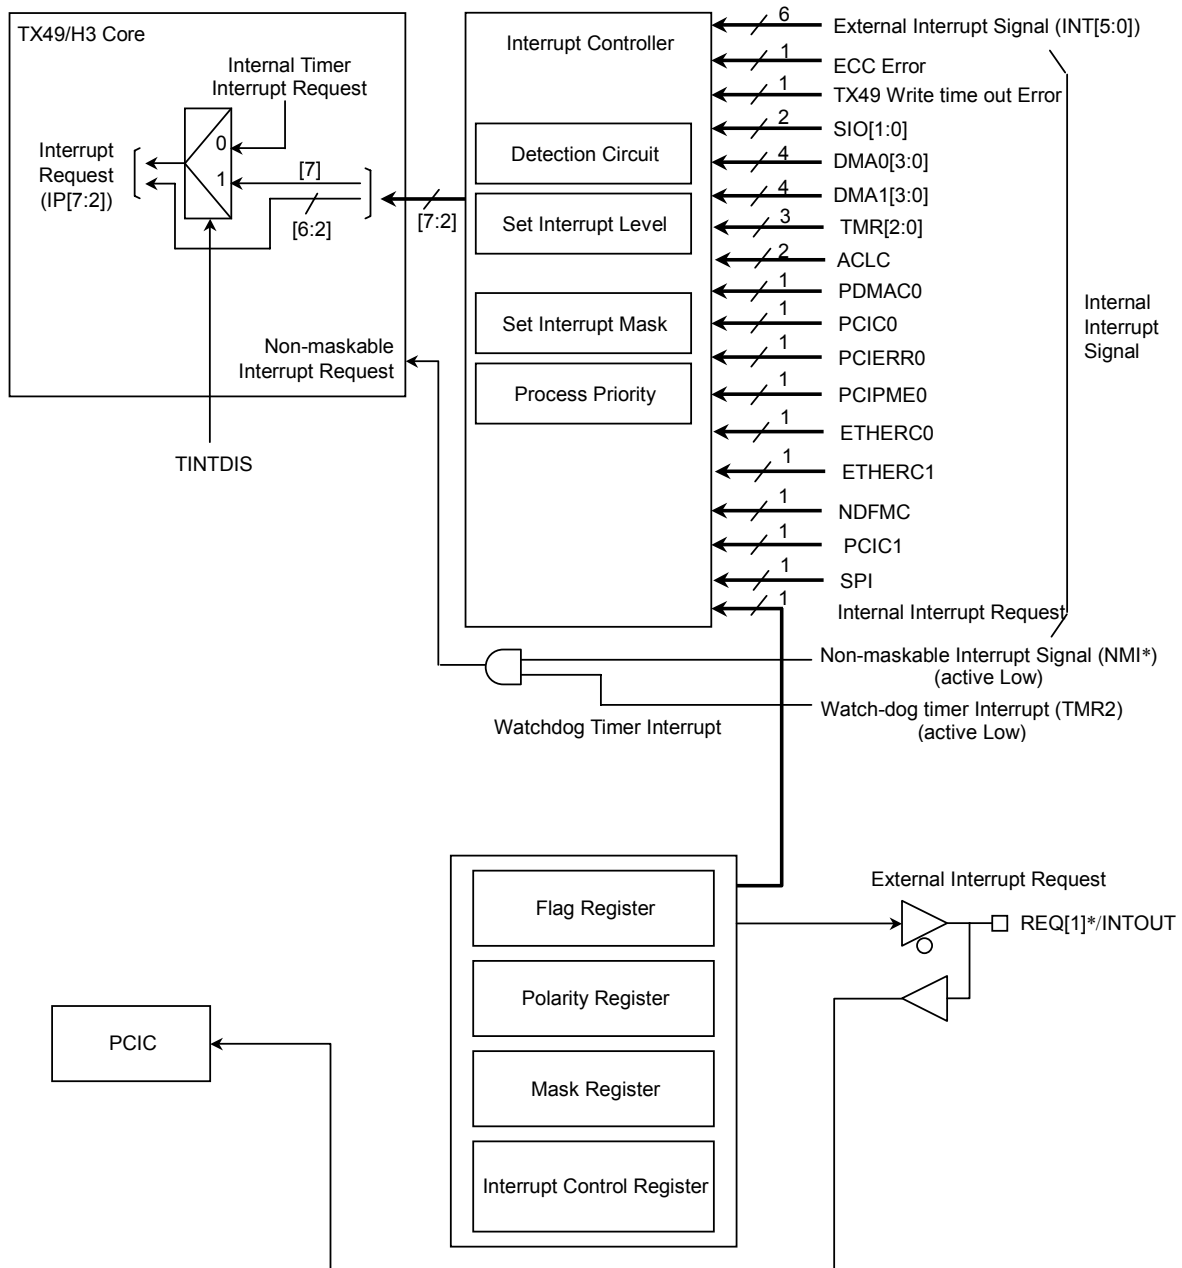 TX49/H3 Core
Internal Timer
Interrupt Request
Interrupt
Request
(IP[7:2])
0
1
[7]
[6:2]
[7:2]
Non-maskable
Interrupt Request
TINTDIS
Interrupt Controller
Detection Circuit
Set Interrupt Level
Set Interrupt Mask
Process Priority
6
External Interrupt Signal (INT[5:0])
1
ECC Error
1
TX49 Write time out Error
2
SIO[1:0]
4
DMA0[3:0]
4
DMA1[3:0]
3
TMR[2:0]
2
ACLC
1
PDMAC0
1
PCIC0
1
PCIERR0
1
PCIPME0
1
ETHERC0
1
ETHERC1
1
NDFMC
1
PCIC1
1
SPI
1
Internal Interrupt Request
Internal
Interrupt
Signal
Non-maskable Interrupt Signal (NMI*)
(active Low)
Watchdog Timer Interrupt
Watch-dog timer Interrupt (TMR2)
(active Low)
Flag Register
Polarity Register
Mask Register
Interrupt Control Register
External Interrupt Request
REQ[1]*/INTOUT
PCIC